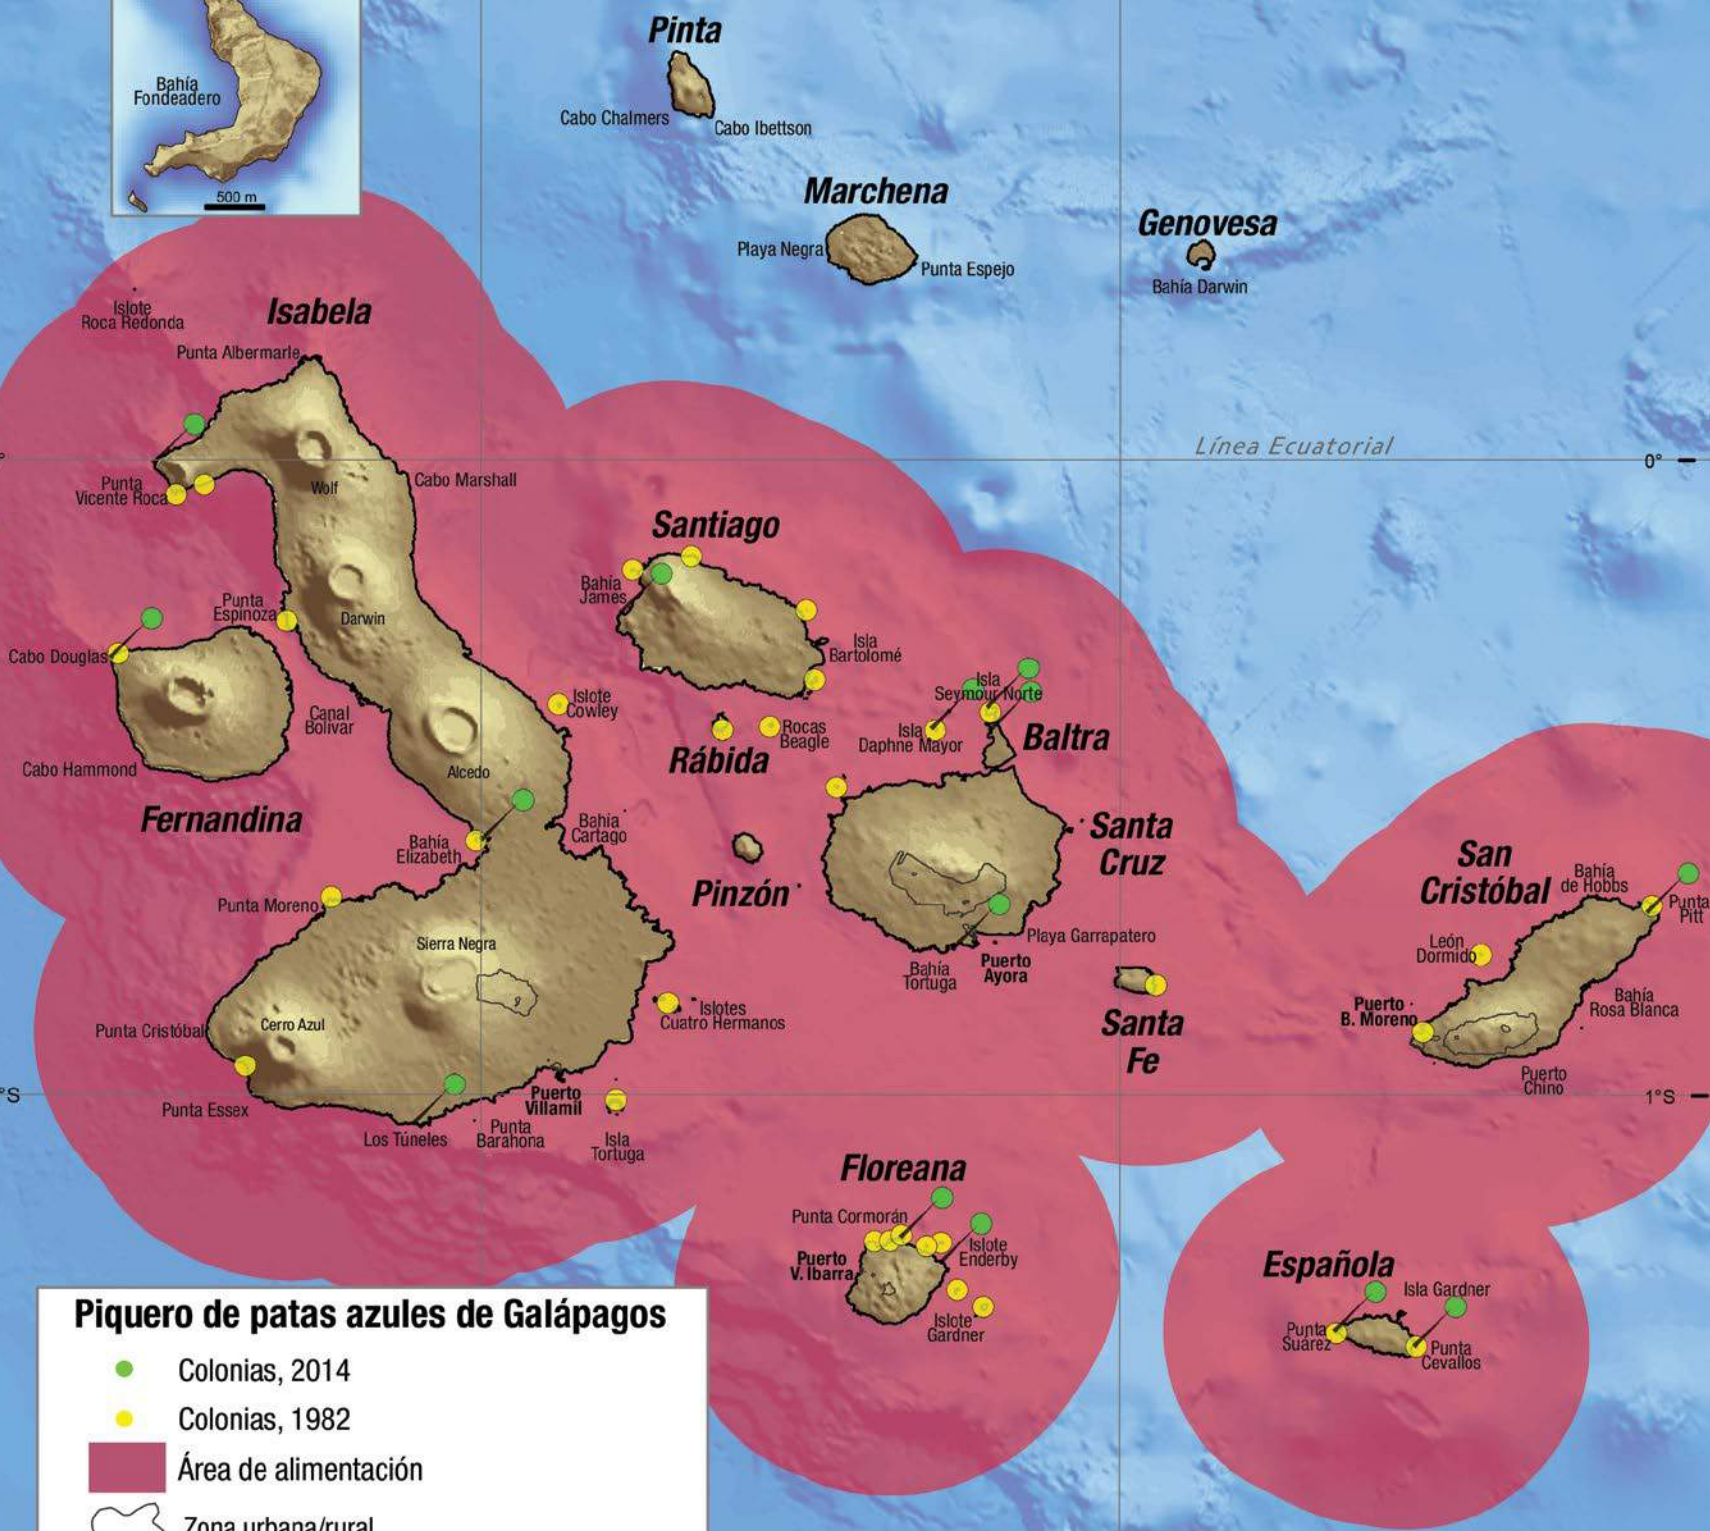 Bahía
Fondeadero
500 m
Pinta
Cabo Chalmers
Cabo Ibettson
Marchena
Playa Negra
Punta Espejo
Genovesa
Bahía Darwin
Islote
Roca Redonda
Isabela
Punta Albermarle
Línea Ecuatorial
0°
Punta
Vicente Roca
Wolf
Cabo Marshall
Santiago
Bahía
James
Isla
Bartolomé
Punta
Espinoza
Darwin
Cabo Douglas
Canal
Bolívar
Islote
Cowley
Rocas
Beagle
Rábida
Isla
Seymour Norte
Isla
Daphne Mayor
Baltra
Cabo Hammond
Alcedo
Fernandina
Bahía
Elizabeth
Bahía
Cartago
Santa
Cruz
Pinzón
Punta Moreno
Sierra Negra
Playa Garrapatero
Bahía
Tortuga
Puerto
Ayora
San
Cristóbal
Bahía
de Hobbs
Punta
Pitt
León
Dormido
Puerto
B. Moreno
Bahía
Rosa Blanca
Puerto
Chino
Santa
Fe
Islotes
Cuatro Hermanos
Punta Cristóbal
Cerro Azul
°S
1°S
Punta Essex
Los Túneles
Punta
Barahona
Puerto
Villamil
Isla
Tortuga
Floreana
Punta Cormorán
Puerto
V. Ibarra
Islote
Enderby
Islote
Gardner
Española
Isla Gardner
Punta
Suárez
Punta
Cevallos
Piquero de patas azules de Galápagos
Colonias, 2014
Colonias, 1982
Área de alimentación
Zona urbana/rural